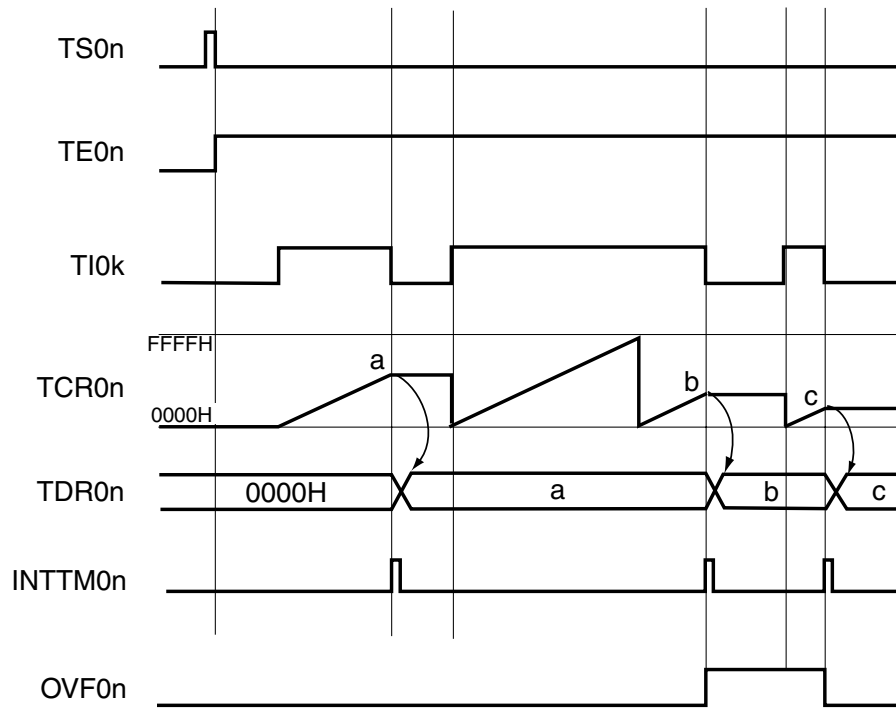 TS0n
TE0n
TI0k
FFFFH
a
TCR0n
b
c
0000H
TDR0n
0000H
a
b
c
INTTM0n
OVF0n